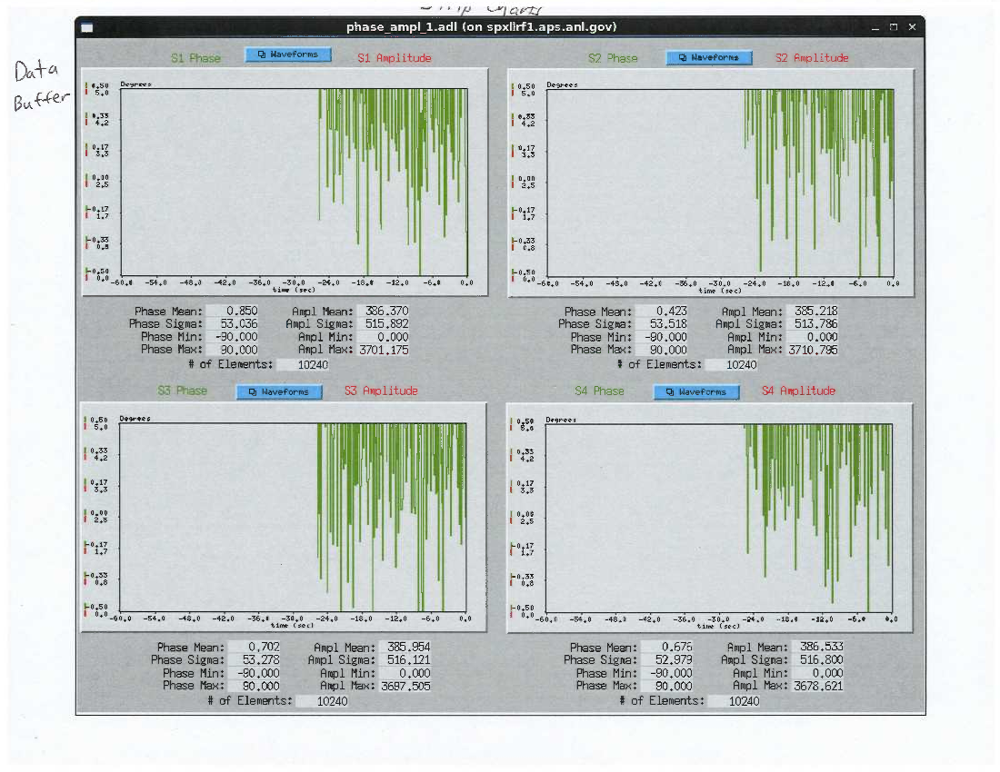 Strip Charts
phase_ampl_1.adl (on spxllrf1.aps.anl.gov)
Data
Buffer
S1 Phase Waveforms S1 Amplitude
S2 Phase Waveforms S2 Amplitude
Degrees
0.50
5.0
0.33
4.2
0.17
3.3
0.00
2.5
-0.17
1.7
-0.33
0.8
-0.50
0.0
-60.0 -54.0 -48.0 -42.0 -36.0 -30.0 -24.0 -18.0 -12.0 -6.0 0.0
time (sec)
Degrees
0.50
5.0
0.33
4.2
0.17
3.3
0.00
2.5
-0.17
1.7
-0.33
0.8
-0.50
0.0
-60.0 -54.0 -48.0 -42.0 -36.0 -30.0 -24.0 -18.0 -12.0 -6.0 0.0
time (sec)
Phase Mean: 0.850 Ampl Mean: 386.370
Phase Sigma: 53.036 Ampl Sigma: 515.892
Phase Min: -90.000 Ampl Min: 0.000
Phase Max: 90.000 Ampl Max: 3701.175
# of Elements: 10240
Phase Mean: 0.423 Ampl Mean: 385.218
Phase Sigma: 53.518 Ampl Sigma: 513.786
Phase Min: -90.000 Ampl Min: 0.000
Phase Max: 90.000 Ampl Max: 3710.795
# of Elements: 10240
S3 Phase Waveforms S3 Amplitude
S4 Phase Waveforms S4 Amplitude
Degrees
0.50
5.0
0.33
4.2
0.17
3.3
0.00
2.5
-0.17
1.7
-0.33
0.8
-0.50
0.0
-60.0 -54.0 -48.0 -42.0 -36.0 -30.0 -24.0 -18.0 -12.0 -6.0 0.0
time (sec)
Degrees
0.50
5.0
0.33
4.2
0.17
3.3
0.00
2.5
-0.17
1.7
-0.33
0.8
-0.50
0.0
-60.0 -54.0 -48.0 -42.0 -36.0 -30.0 -24.0 -18.0 -12.0 -6.0 0.0
time (sec)
Phase Mean: 0.702 Ampl Mean: 385.954
Phase Sigma: 53.278 Ampl Sigma: 516.121
Phase Min: -90.000 Ampl Min: 0.000
Phase Max: 90.000 Ampl Max: 3697.505
# of Elements: 10240
Phase Mean: 0.676 Ampl Mean: 386.533
Phase Sigma: 52.979 Ampl Sigma: 516.800
Phase Min: -90.000 Ampl Min: 0.000
Phase Max: 90.000 Ampl Max: 3678.621
# of Elements: 10240